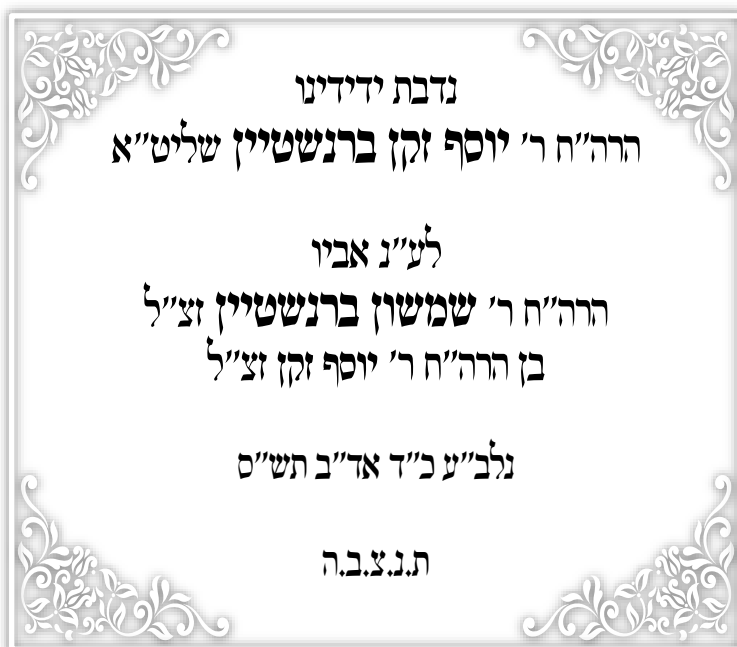 נדבת ידידינו
הרה״ח ר׳ יוסף זקן ברנשטיין שליט״א
לע״נ אביו
הרה״ח ר׳ שמשון ברנשטיין זצ״ל
בן הרה״ח ר׳ יוסף זקן זצ״ל
נלב״ע כ״ד אד״ב תש״ס
ת.נ.צ.ב.ה